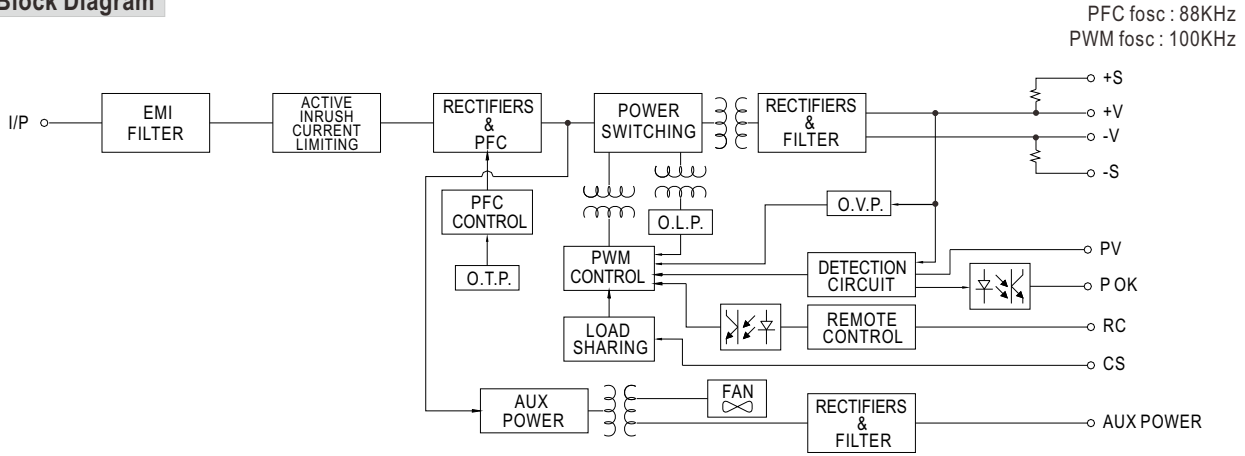 Block Diagram
PFC fosc : 88KHz
PWM fosc : 100KHz
I/P
EMI
FILTER
ACTIVE
INRUSH
CURRENT
LIMITING
RECTIFIERS
&
PFC
POWER
SWITCHING
RECTIFIERS
&
FILTER
+S
+V
-V
-S
PFC
CONTROL
O.L.P.
O.V.P.
O.T.P.
PWM
CONTROL
DETECTION
CIRCUIT
PV
P OK
LOAD
SHARING
REMOTE
CONTROL
RC
CS
AUX
POWER
FAN
RECTIFIERS
&
FILTER
AUX POWER